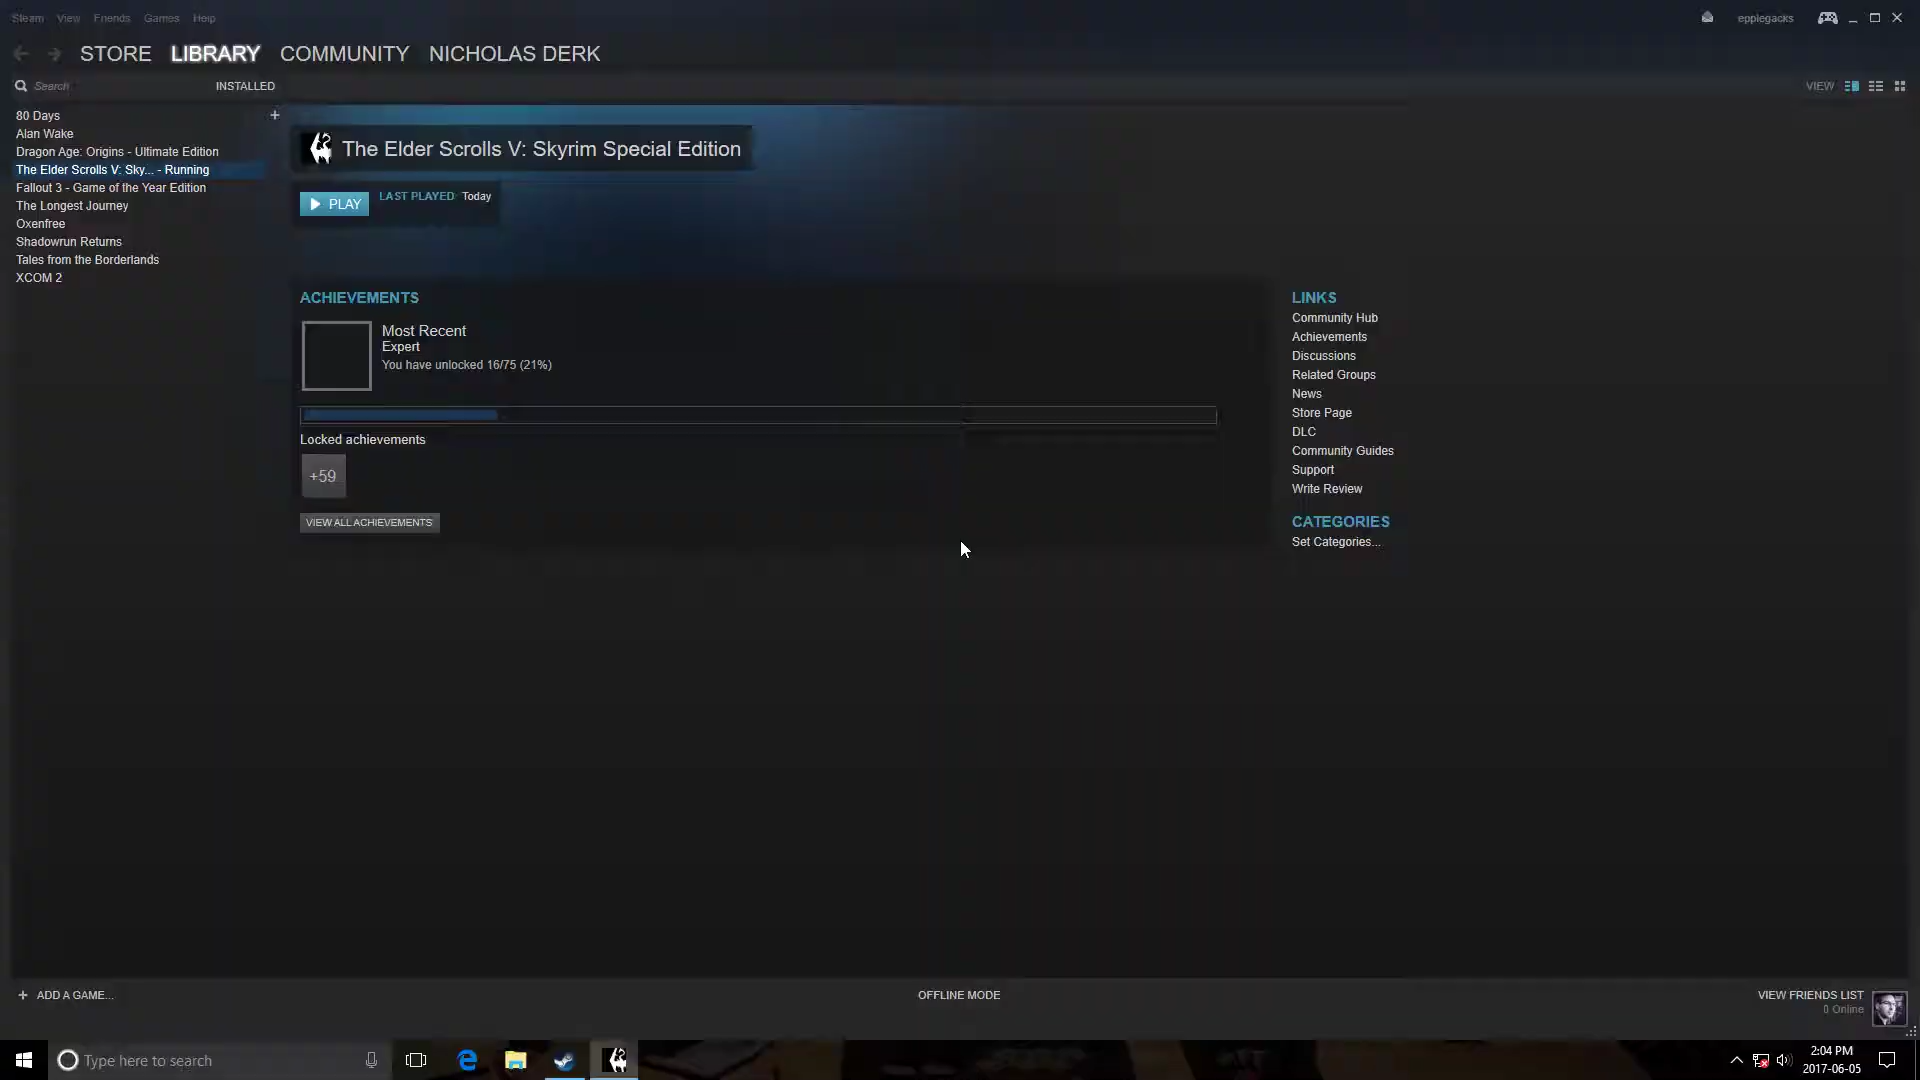 Steam View Friends Games Help
epplegacks
STORE LIBRARY COMMUNITY NICHOLAS DERK
Search INSTALLED
VIEW
80 Days
Alan Wake
Dragon Age: Origins - Ultimate Edition
The Elder Scrolls V: Sky... - Running
Fallout 3 - Game of the Year Edition
The Longest Journey
Oxenfree
Shadowrun Returns
Tales from the Borderlands
XCOM 2
The Elder Scrolls V: Skyrim Special Edition
PLAY LAST PLAYED: Today
ACHIEVEMENTS
Most Recent
Expert
You have unlocked 16/75 (21%)
Locked achievements
+59
VIEW ALL ACHIEVEMENTS
LINKS
Community Hub
Achievements
Discussions
Related Groups
News
Store Page
DLC
Community Guides
Support
Write Review
CATEGORIES
Set Categories...
+ ADD A GAME...
OFFLINE MODE
VIEW FRIENDS LIST
0 Online
Type here to search
2:04 PM
2017-06-05